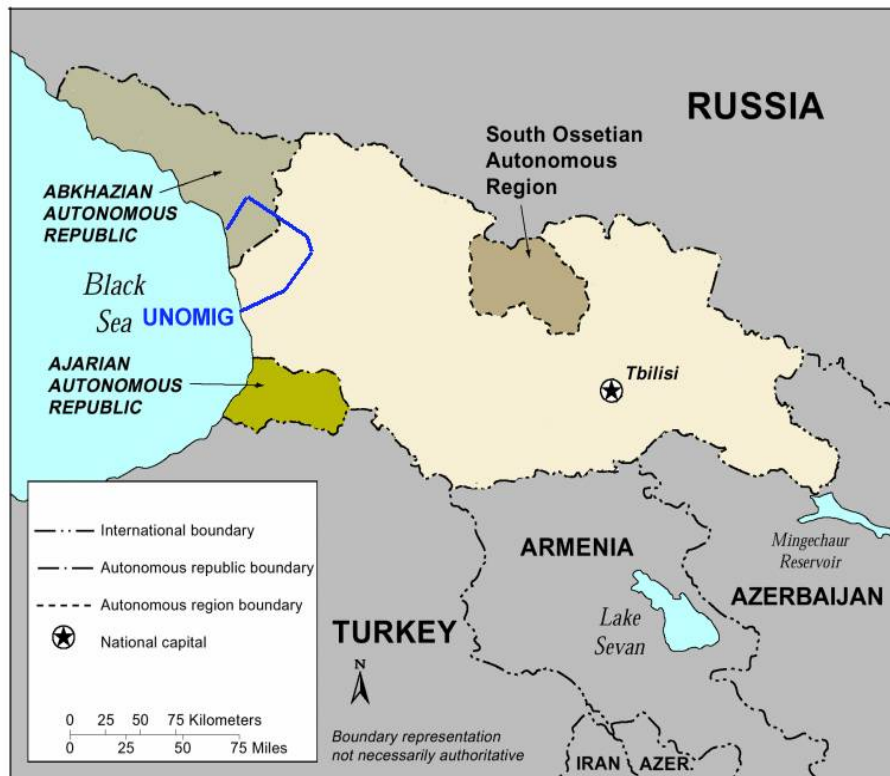 RUSSIA
South Ossetian
Autonomous
Region
ABKHAZIAN
AUTONOMOUS
REPUBLIC
Black
Sea
UNOMIG
AJARIAN
AUTONOMOUS
REPUBLIC
Tbilisi
International boundary
Autonomous republic boundary
Autonomous region boundary
National capital
0 25 50 75 Kilometers
0 25 50 75 Miles
TURKEY
N
Boundary representation
not necessarily authoritative
ARMENIA
Lake
Sevan
Mingechaur
Reservoir
AZERBAIJAN
IRAN
AZER.